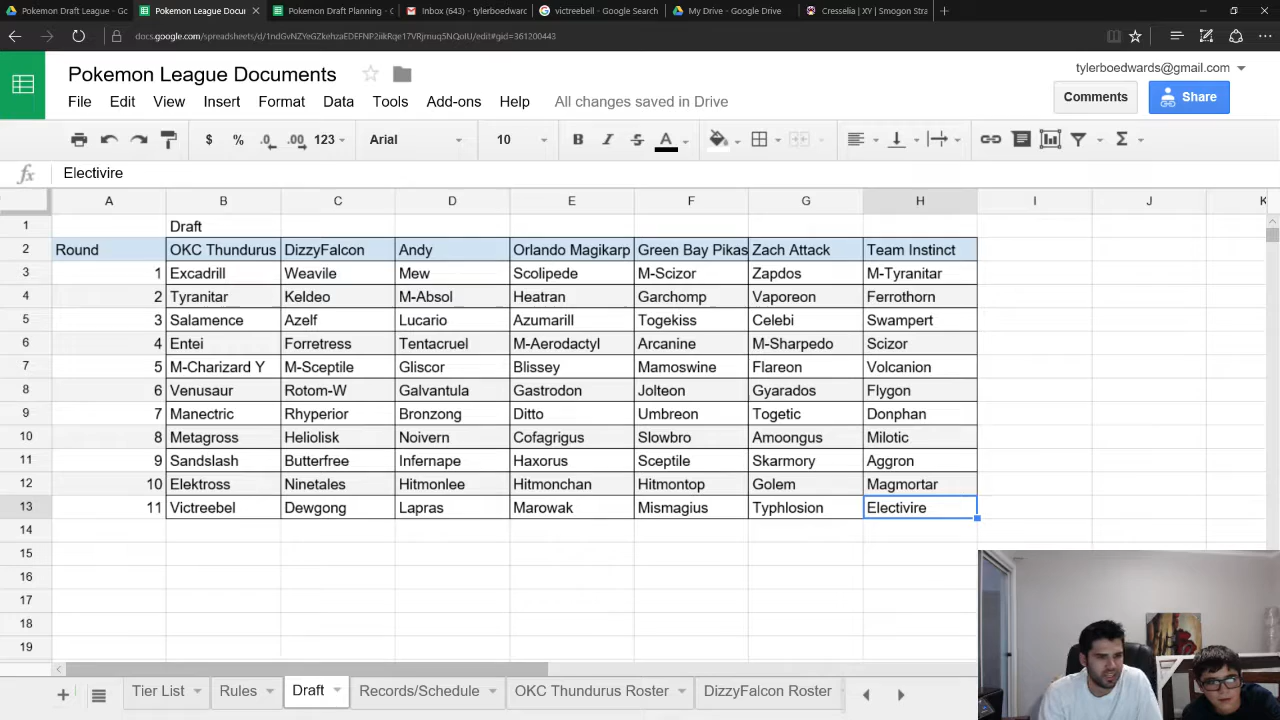 Pokemon Draft League - Gc
Pokemon League Docu
Pokemon Draft Planning - G
Inbox (643) - tylerboedward
victreebell - Google Search
My Drive - Google Drive
Cresselia | XY | Smogon Stra
Pokemon League Documents
tylerboedwards@gmail.com
File Edit View Insert Format Data Tools Add-ons Help All changes saved in Drive
Comments Share
$ % .0 .00 123 Arial 10 B I S A Σ
fx Electivire
A B C D E F G H I J K
1 Draft
2 Round OKC Thundurus DizzyFalcon Andy Orlando Magikarp Green Bay Pikas Zach Attack Team Instinct
3 1 Excadrill Weavile Mew Scolipede M-Scizor Zapdos M-Tyranitar
4 2 Tyranitar Keldeo M-Absol Heatran Garchomp Vaporeon Ferrothorn
5 3 Salamence Azelf Lucario Azumarill Togekiss Celebi Swampert
6 4 Entei Forretress Tentacruel M-Aerodactyl Arcanine M-Sharpedo Scizor
7 5 M-Charizard Y M-Sceptile Gliscor Blissey Mamoswine Flareon Volcanion
8 6 Venusaur Rotom-W Galvantula Gastrodon Jolteon Gyarados Flygon
9 7 Manectric Rhyperior Bronzong Ditto Umbreon Togetic Donphan
10 8 Metagross Heliolisk Noivern Cofagrigus Slowbro Amoongus Milotic
11 9 Sandslash Butterfree Infernape Haxorus Sceptile Skarmory Aggron
12 10 Elektross Ninetales Hitmonlee Hitmonchan Hitmontop Golem Magmortar
13 11 Victreebel Dewgong Lapras Marowak Mismagius Typhlosion Electivire
14
15
16
17
18
19
Tier List Rules Draft Records/Schedule OKC Thundurus Roster DizzyFalcon Roster